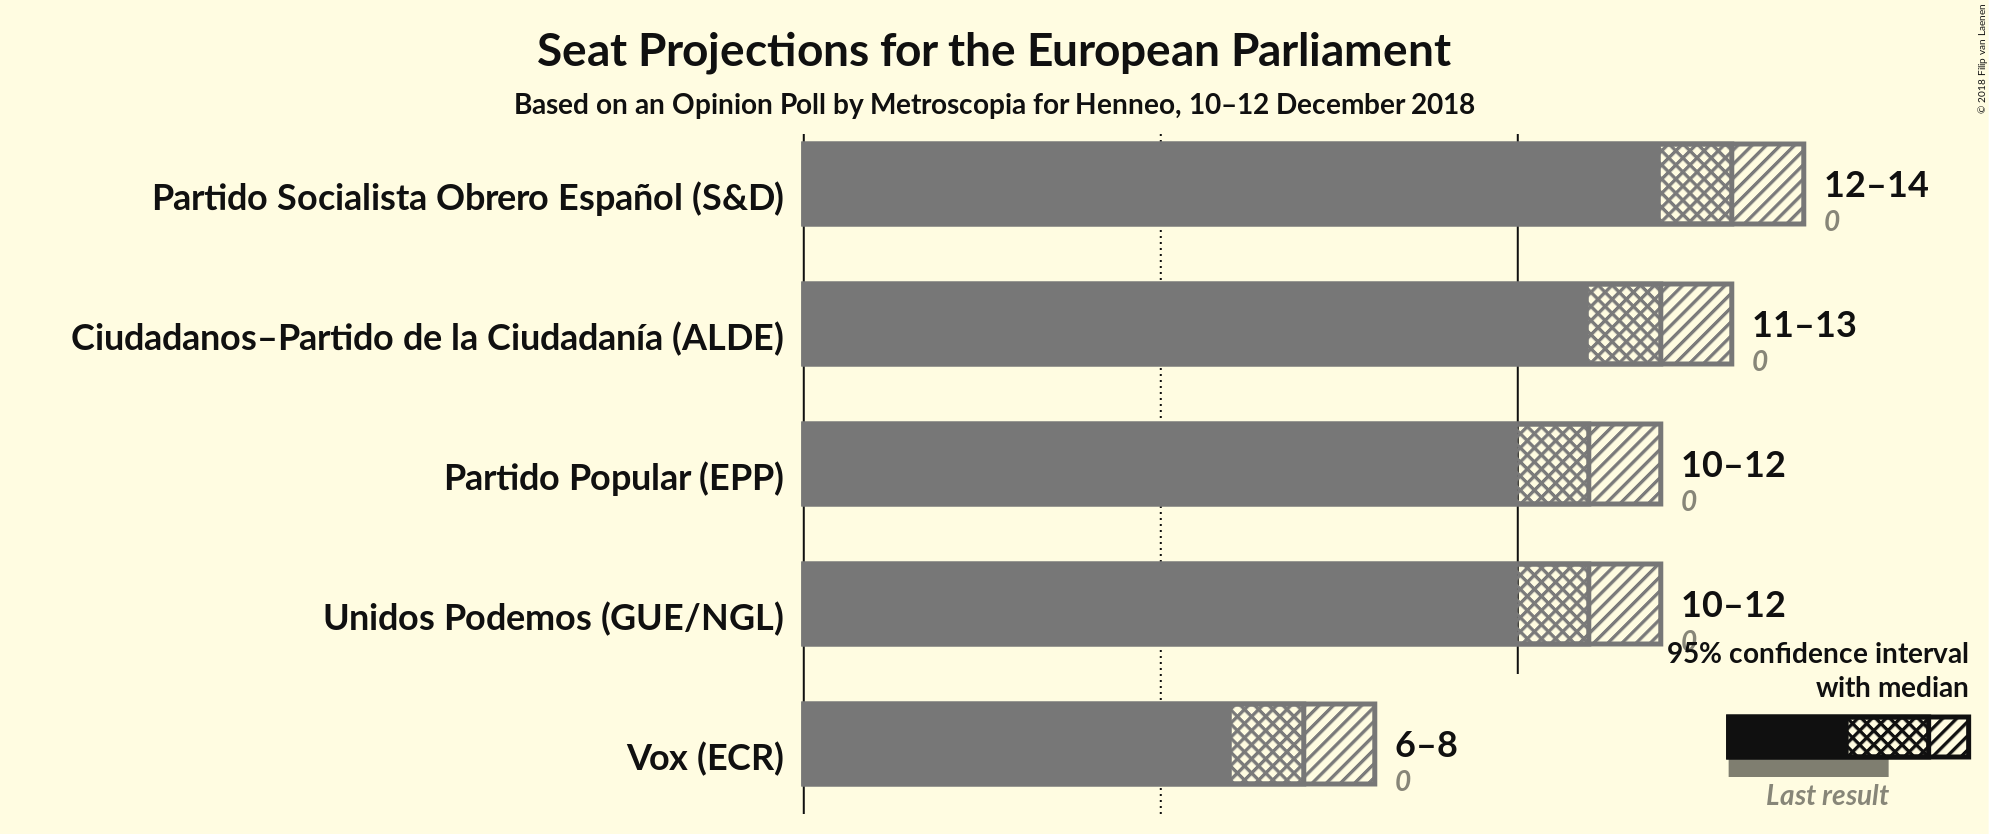 Seat Projections for the European Parliament
Based on an Opinion Poll by Metroscopia for Henneo, 10–12 December 2018
© 2018 Filip van Laenen
Partido Socialista Obrero Español (S&D)
12–14
0
Ciudadanos–Partido de la Ciudadanía (ALDE)
11–13
0
Partido Popular (EPP)
10–12
0
Unidos Podemos (GUE/NGL)
10–12
0
95% confidence interval
with median
Vox (ECR)
6–8
0
Last result